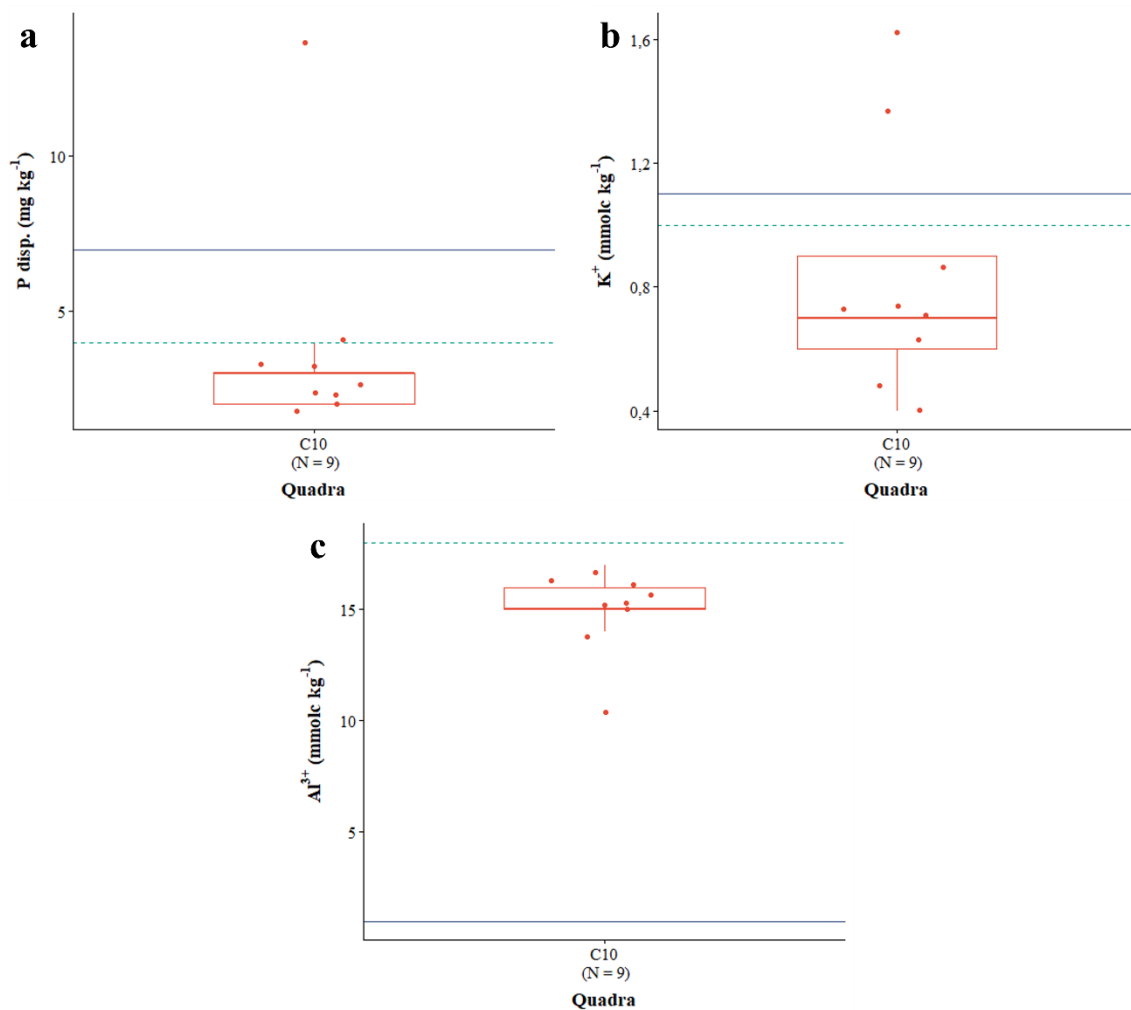 a
P disp. (mg kg⁻¹)
10
5
C10
(N = 9)
Quadra
b
K⁺ (mmolc kg⁻¹)
1,6
1,2
0,8
0,4
C10
(N = 9)
Quadra
c
Al³⁺ (mmolc kg⁻¹)
15
10
5
C10
(N = 9)
Quadra